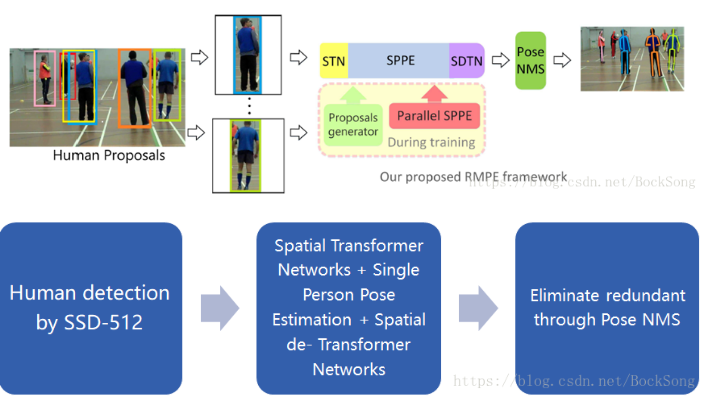 STN
SPPE
SDTN
Pose
NMS
Proposals
generator
Parallel SPPE
During training
Human Proposals
Our proposed RMPE framework
https://blog.csdn.net/BockSong
Human detection
by SSD-512
Spatial Transformer
Networks + Single
Person Pose
Estimation + Spatial
de- Transformer
Networks
Eliminate redundant
through Pose NMS
https://blog.csdn.net/BockSong